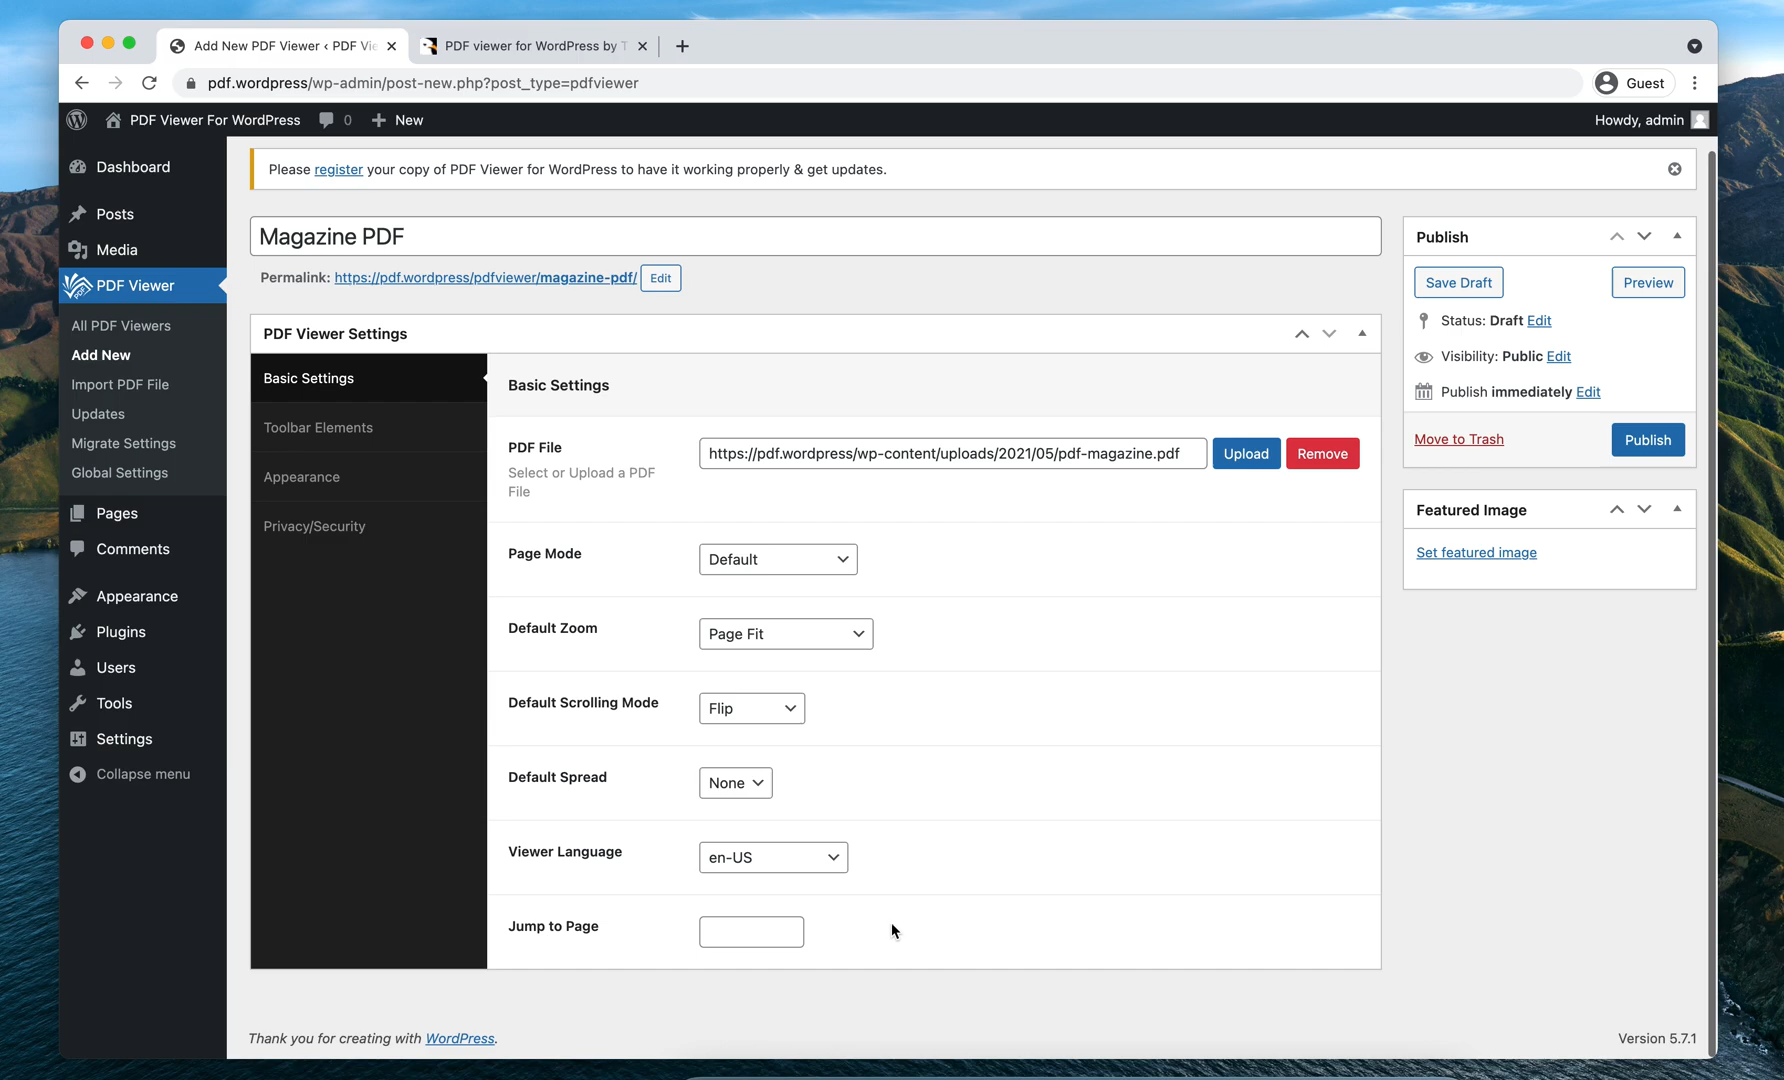 Add New PDF Viewer ‹ PDF Vie
PDF viewer for WordPress by T
pdf.wordpress/wp-admin/post-new.php?post_type=pdfviewer
Guest
PDF Viewer For WordPress
0
New
Howdy, admin
Dashboard
Posts
Media
PDF Viewer
All PDF Viewers
Add New
Import PDF File
Updates
Migrate Settings
Global Settings
Pages
Comments
Appearance
Plugins
Users
Tools
Settings
Collapse menu
Please register your copy of PDF Viewer for WordPress to have it working properly & get updates.
Magazine PDF
Permalink: https://pdf.wordpress/pdfviewer/magazine-pdf/ Edit
PDF Viewer Settings
Basic Settings
Toolbar Elements
Appearance
Privacy/Security
Basic Settings
PDF File
Select or Upload a PDF
File
https://pdf.wordpress/wp-content/uploads/2021/05/pdf-magazine.pdf
Upload
Remove
Page Mode
Default
Default Zoom
Page Fit
Default Scrolling Mode
Flip
Default Spread
None
Viewer Language
en-US
Jump to Page
Publish
Save Draft
Preview
Status: Draft Edit
Visibility: Public Edit
Publish immediately Edit
Move to Trash
Publish
Featured Image
Set featured image
Thank you for creating with WordPress.
Version 5.7.1